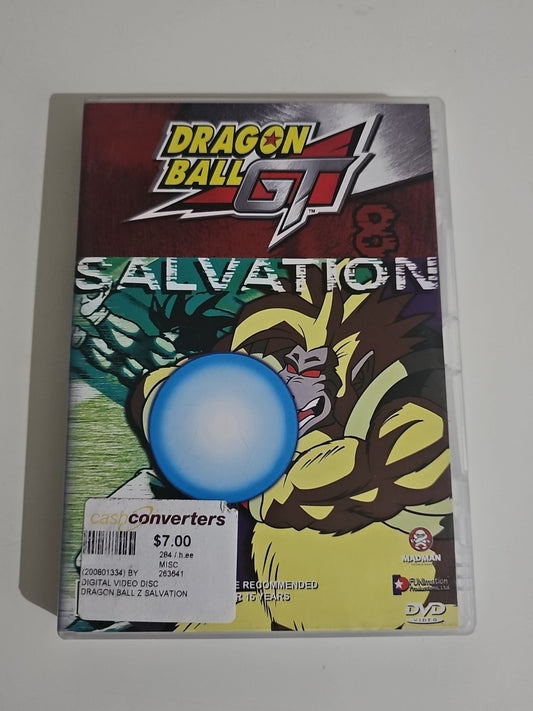 DRAGON
BALL
GT
TM
8
SALVATION
cash converters
$7.00
284 / h.ee
MISC
(200801334) BY 263641
DIGITAL VIDEO DISC
DRAGON BALL Z SALVATION
RECOMMENDED
15 YEARS
MADMAN
FUNimation
Productions, Ltd.
DVD
VIDEO